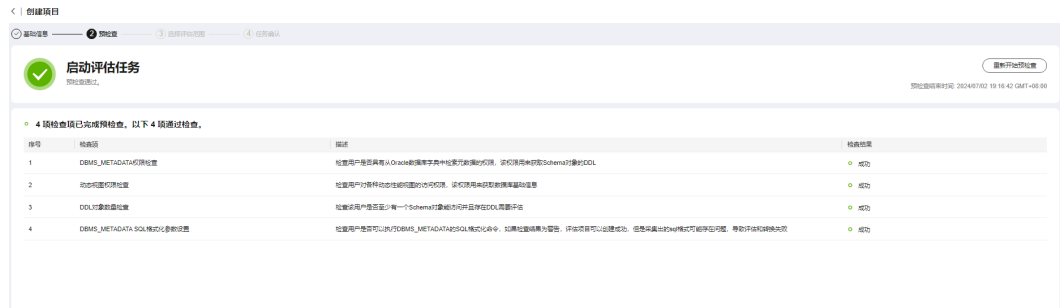 < | 创建项目
基础信息 2 预检查 3 选择评估范围 4 任务确认
启动评估任务
预检查通过。
重新开始预检查
预检查结束时间: 2024/07/02 19:16:42 GMT+08:00
4 项检查项已完成预检查。以下 4 项通过检查。
序号 检查项 描述 检查结果
1 DBMS_METADATA权限检查 检查用户是否具有从Oracle数据库字典中检索元数据的权限，该权限用来获取Schema对象的DDL 成功
2 动态视图权限检查 检查用户对各种动态性能视图的访问权限，该权限用来获取数据库基础信息 成功
3 DDL对象数量检查 检查该用户是否至少有一个Schema对象能访问并且存在DDL需要评估 成功
4 DBMS_METADATA SQL格式化参数设置 检查用户是否可以执行DBMS_METADATA的SQL格式化命令，如果检查结果为警告，评估项目可以创建成功，但是采集出的sql格式可能存在问题，导致评估和转换失败 成功